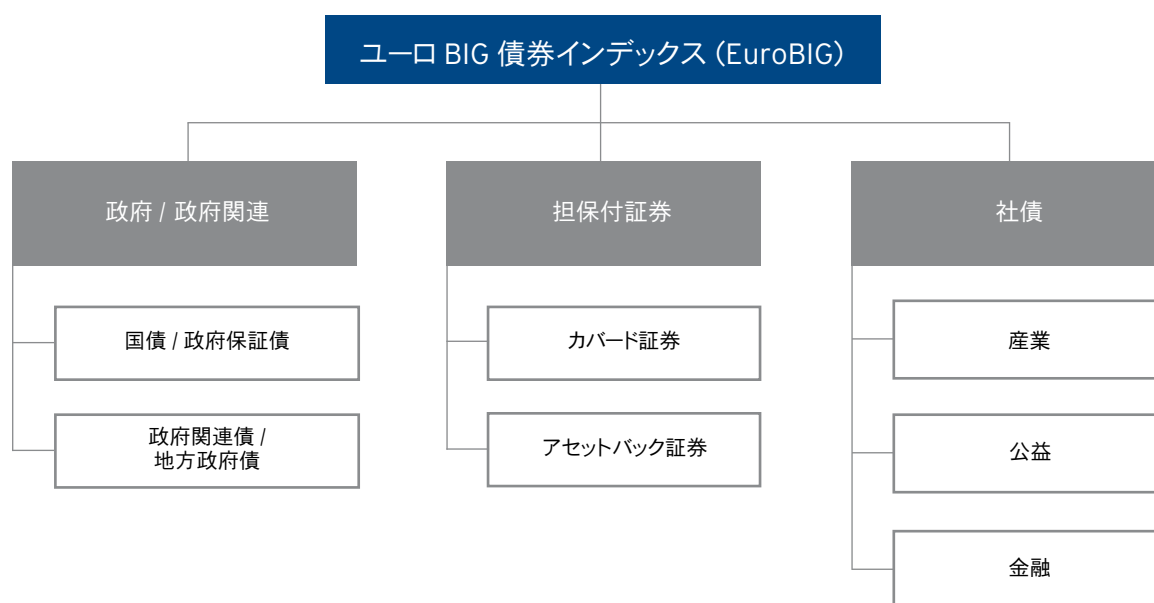 ユーロ BIG 債券インデックス (EuroBIG)
政府 / 政府関連
国債 / 政府保証債
政府関連債 /
地方政府債
担保付証券
カバード証券
アセットバック証券
社債
産業
公益
金融